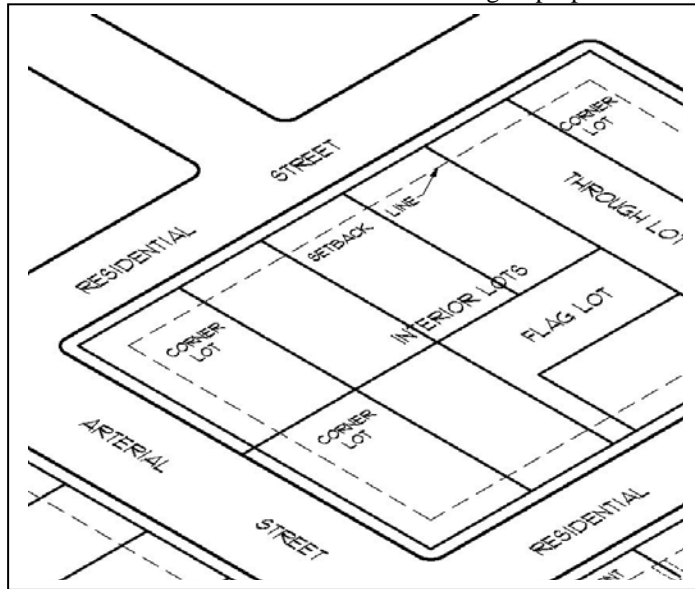 CORNER
LOT
STREET
THROUGH LOT
SETBACK
LINE
RESIDENTIAL
INTERIOR LOTS
FLAG LOT
CORNER
LOT
CORNER
LOT
ARTERIAL
STREET
RESIDENTIAL